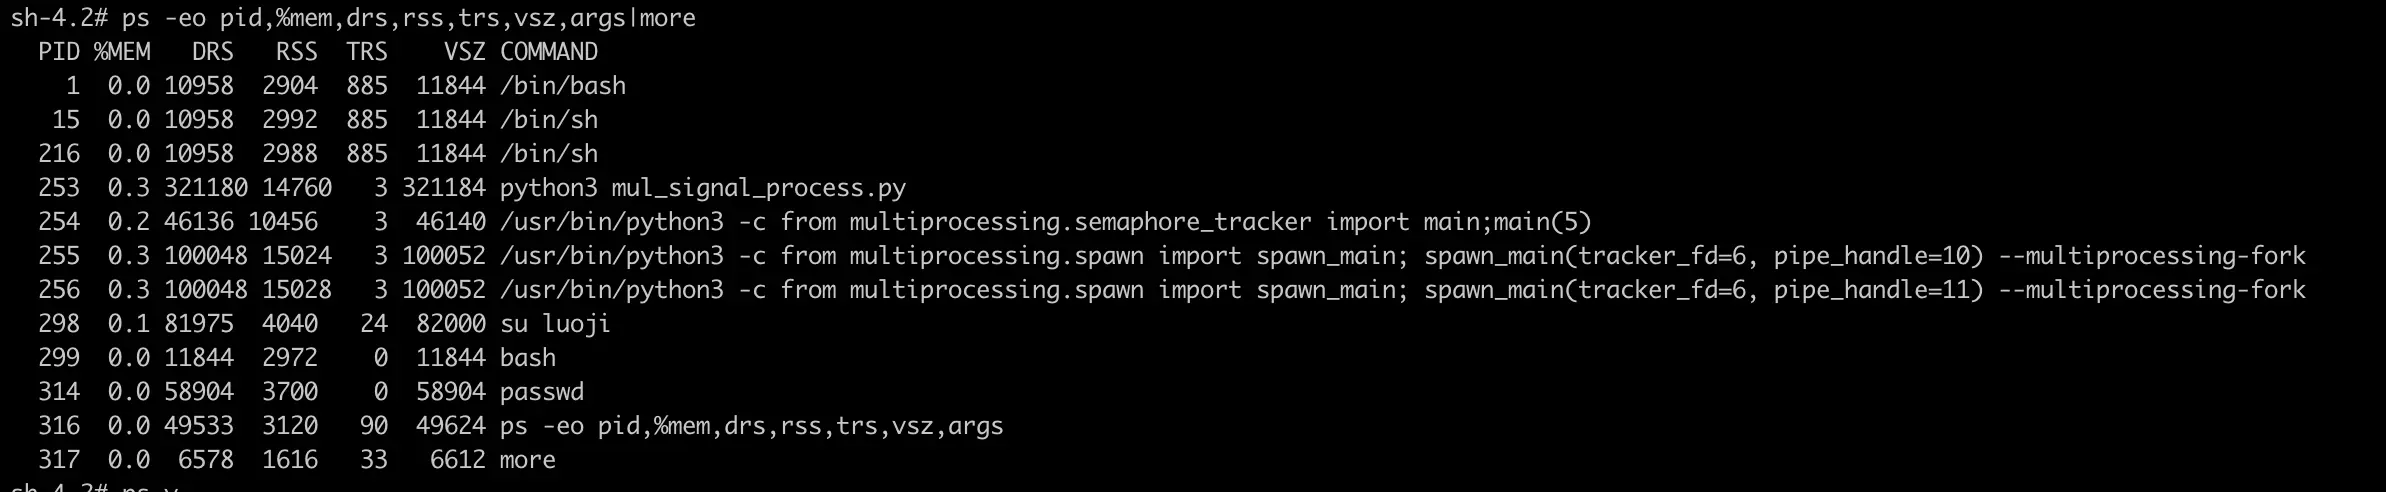 sh-4.2# ps -eo pid,%mem,drs,rss,trs,vsz,args|more
  PID %MEM   DRS   RSS  TRS    VSZ COMMAND
    1  0.0 10958  2904  885  11844 /bin/bash
   15  0.0 10958  2992  885  11844 /bin/sh
  216  0.0 10958  2988  885  11844 /bin/sh
  253  0.3 321180 14760   3 321184 python3 mul_signal_process.py
  254  0.2 46136 10456    3  46140 /usr/bin/python3 -c from multiprocessing.semaphore_tracker import main;main(5)
  255  0.3 100048 15024   3 100052 /usr/bin/python3 -c from multiprocessing.spawn import spawn_main; spawn_main(tracker_fd=6, pipe_handle=10) --multiprocessing-fork
  256  0.3 100048 15028   3 100052 /usr/bin/python3 -c from multiprocessing.spawn import spawn_main; spawn_main(tracker_fd=6, pipe_handle=11) --multiprocessing-fork
  298  0.1 81975  4040   24  82000 su luoji
  299  0.0 11844  2972    0  11844 bash
  314  0.0 58904  3700    0  58904 passwd
  316  0.0 49533  3120   90  49624 ps -eo pid,%mem,drs,rss,trs,vsz,args
  317  0.0  6578  1616   33   6612 more
sh-4.2# ps v